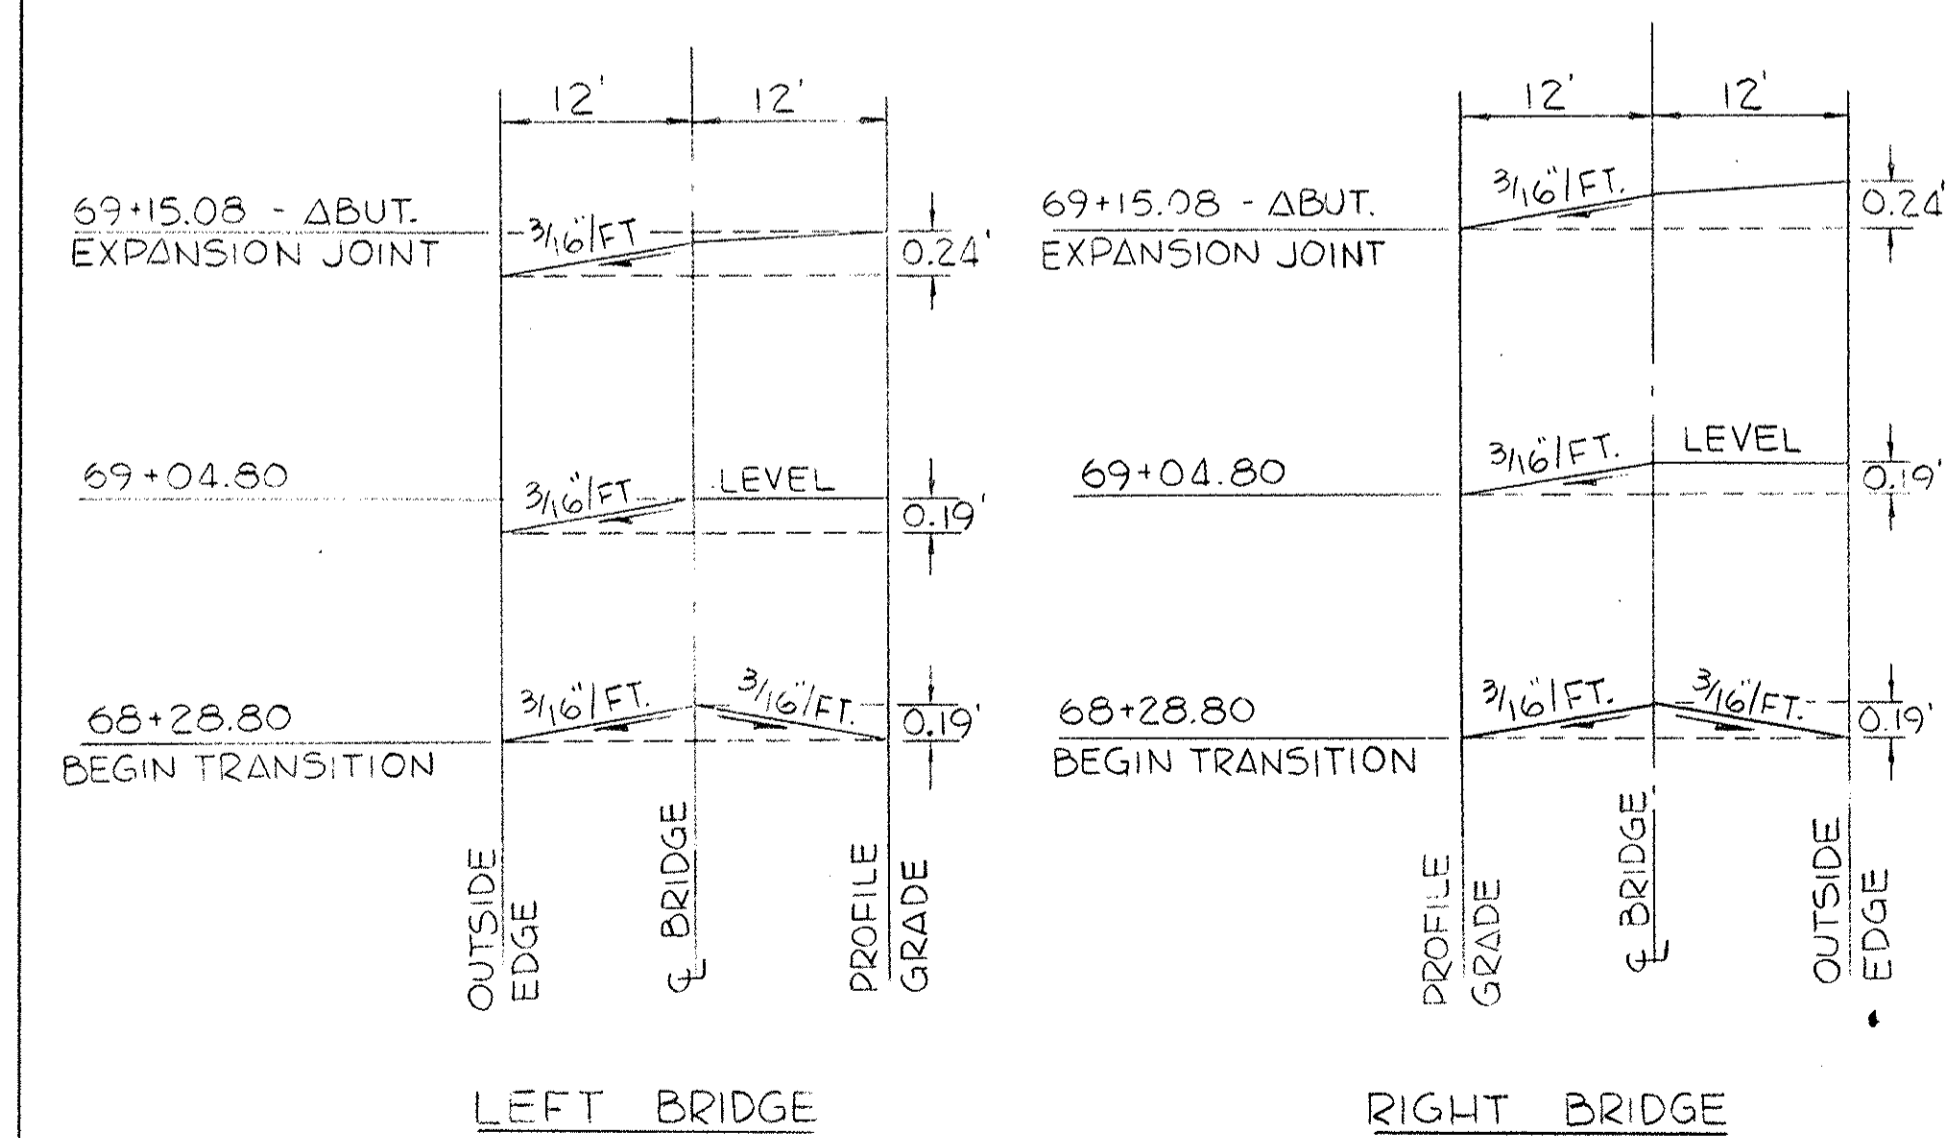 12' 12'
69+15.08 - ABUT.
EXPANSION JOINT
3/16"/FT
0.24'
69+04.80
3/16"/FT
LEVEL
0.19'
68+28.80
BEGIN TRANSITION
3/16"/FT.
3/16"/FT.
0.19'
OUTSIDE
EDGE
℄ BRIDGE
PROFILE
GRADE
LEFT BRIDGE
12' 12'
69+15.08 - ABUT.
EXPANSION JOINT
3/16"/FT.
0.24'
69+04.80
3/16"/FT.
LEVEL
0.19'
68+28.80
BEGIN TRANSITION
3/16"/FT.
3/16"/FT.
0.19'
PROFILE
GRADE
℄ BRIDGE
OUTSIDE
EDGE
RIGHT BRIDGE